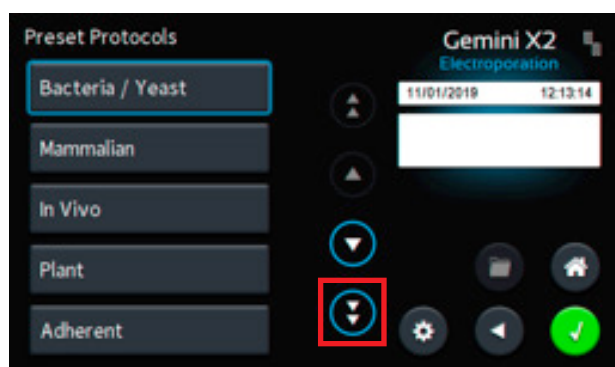 Preset Protocols
Bacteria / Yeast
Mammalian
In Vivo
Plant
Adherent
Gemini X2
Electroporation
11/01/2019 12:13:14